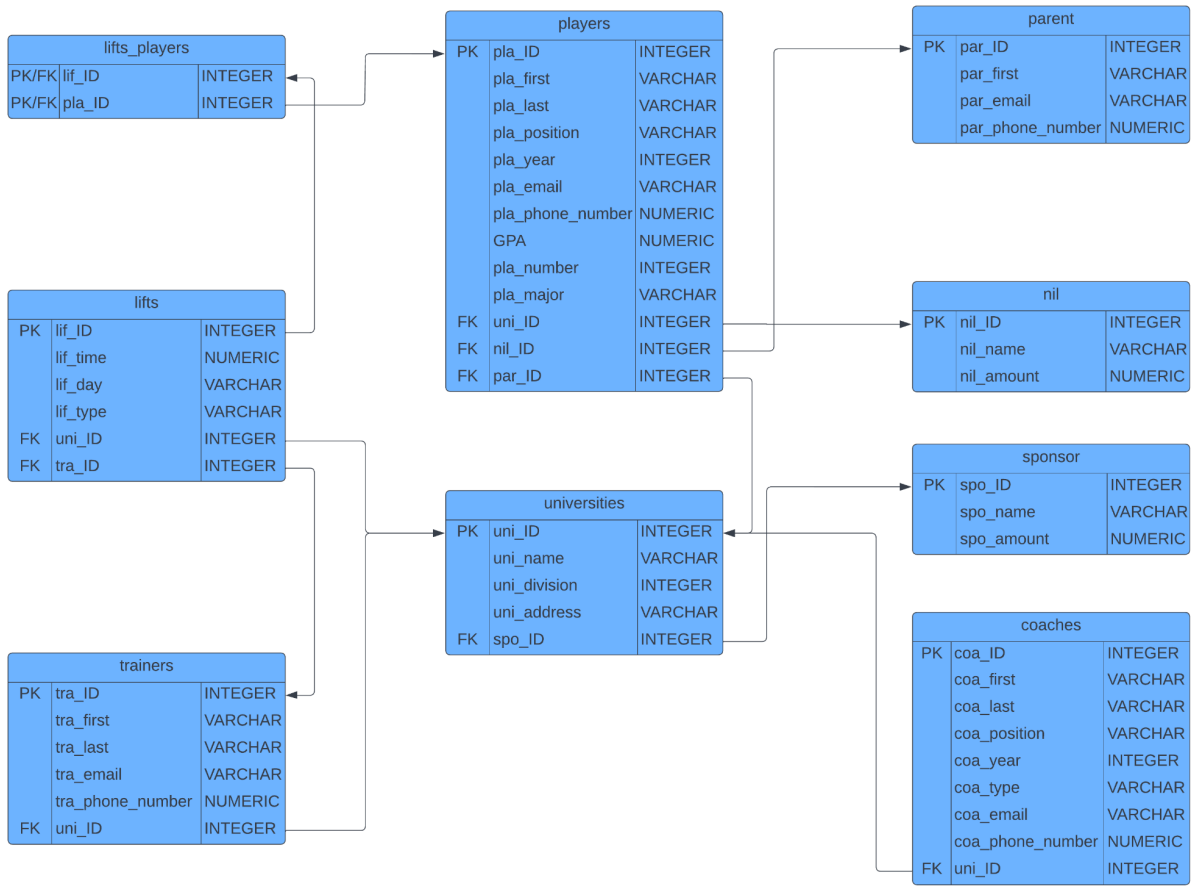 lifts_players
PK/FK lif_ID INTEGER
PK/FK pla_ID INTEGER
players
PK pla_ID INTEGER
pla_first VARCHAR
pla_last VARCHAR
pla_position VARCHAR
pla_year INTEGER
pla_email VARCHAR
pla_phone_number NUMERIC
GPA NUMERIC
pla_number INTEGER
pla_major VARCHAR
FK uni_ID INTEGER
FK nil_ID INTEGER
FK par_ID INTEGER
parent
PK par_ID INTEGER
par_first VARCHAR
par_email VARCHAR
par_phone_number NUMERIC
lifts
PK lif_ID INTEGER
lif_time NUMERIC
lif_day VARCHAR
lif_type VARCHAR
FK uni_ID INTEGER
FK tra_ID INTEGER
nil
PK nil_ID INTEGER
nil_name VARCHAR
nil_amount NUMERIC
universities
PK uni_ID INTEGER
uni_name VARCHAR
uni_division INTEGER
uni_address VARCHAR
FK spo_ID INTEGER
sponsor
PK spo_ID INTEGER
spo_name VARCHAR
spo_amount NUMERIC
trainers
PK tra_ID INTEGER
tra_first VARCHAR
tra_last VARCHAR
tra_email VARCHAR
tra_phone_number NUMERIC
FK uni_ID INTEGER
coaches
PK coa_ID INTEGER
coa_first VARCHAR
coa_last VARCHAR
coa_position VARCHAR
coa_year INTEGER
coa_type VARCHAR
coa_email VARCHAR
coa_phone_number NUMERIC
FK uni_ID INTEGER